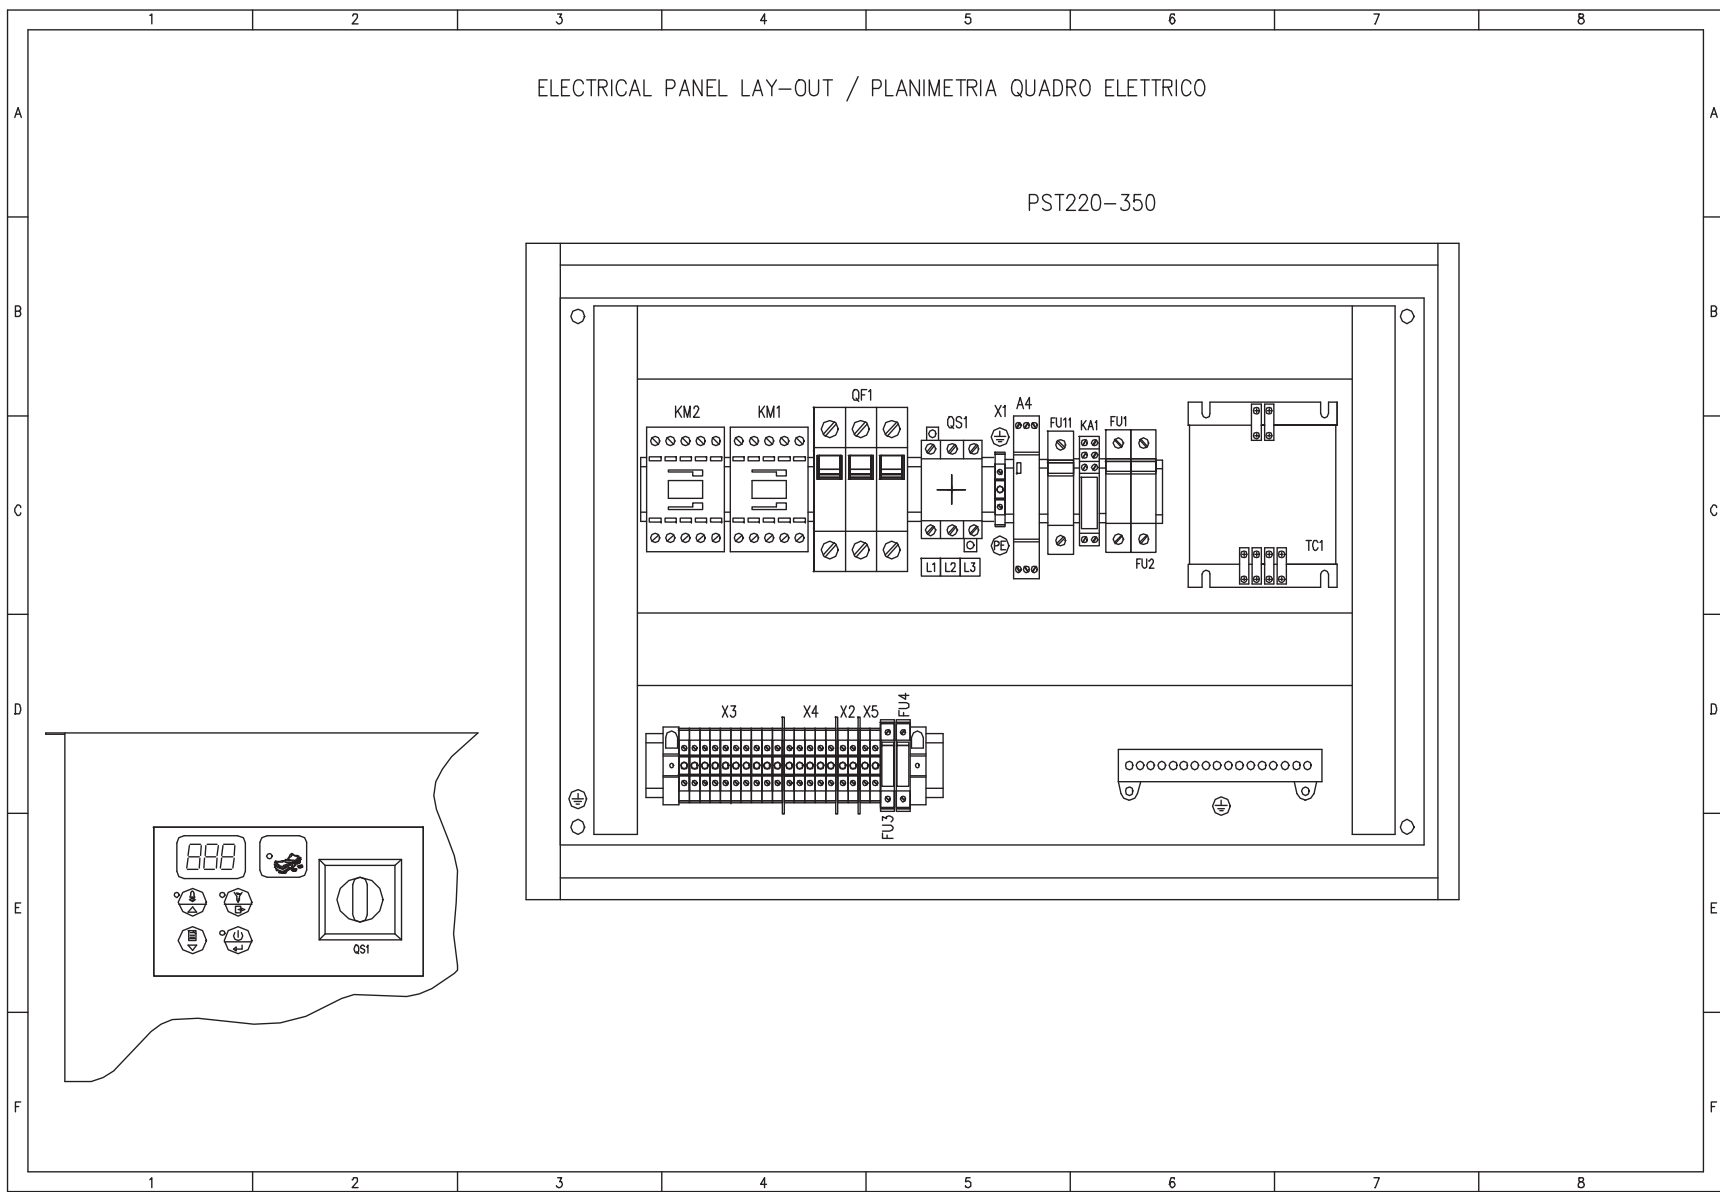 1 2 3 4 5 6 7 8
ELECTRICAL PANEL LAY-OUT / PLANIMETRIA QUADRO ELETTRICO
A A
PST220-350
B B
KM2 KM1 QF1 QS1 X1 A4 FU11 KA1 FU1
C C
PE
TC1
L1 L2 L3
FU2
D D
X3 X4 X2 X5 FU4
FU3
888
E E
QS1
F F
1 2 3 4 5 6 7 8